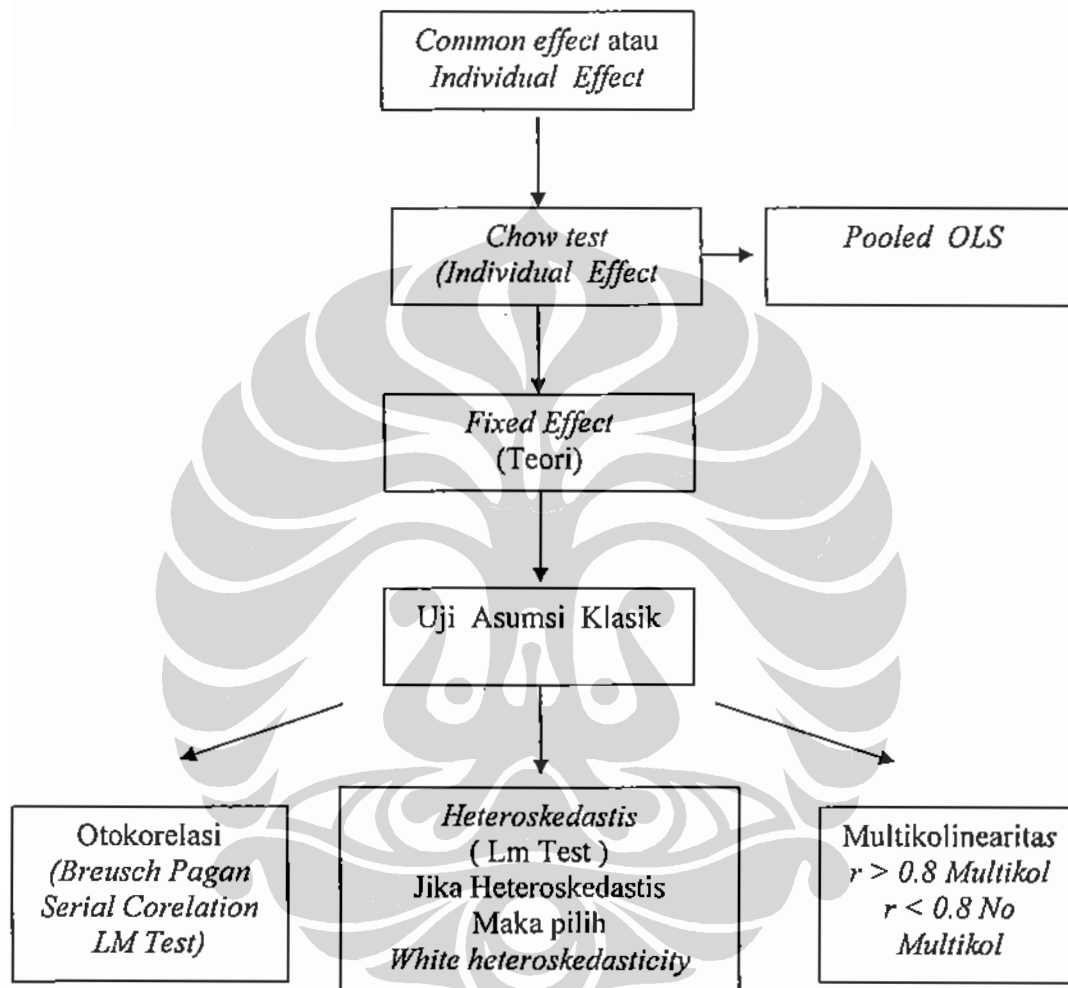 Common effect atau
Individual Effect
Chow test
(Individual Effect
Pooled OLS
Fixed Effect
(Teori)
Uji Asumsi Klasik
Otokorelasi
(Breusch Pagan
Serial Corelation
LM Test)
Heteroskedastis
( Lm Test )
Jika Heteroskedastis
Maka pilih
White heteroskedasticity
Multikolinearitas
r > 0.8 Multikol
r < 0.8 No
Multikol